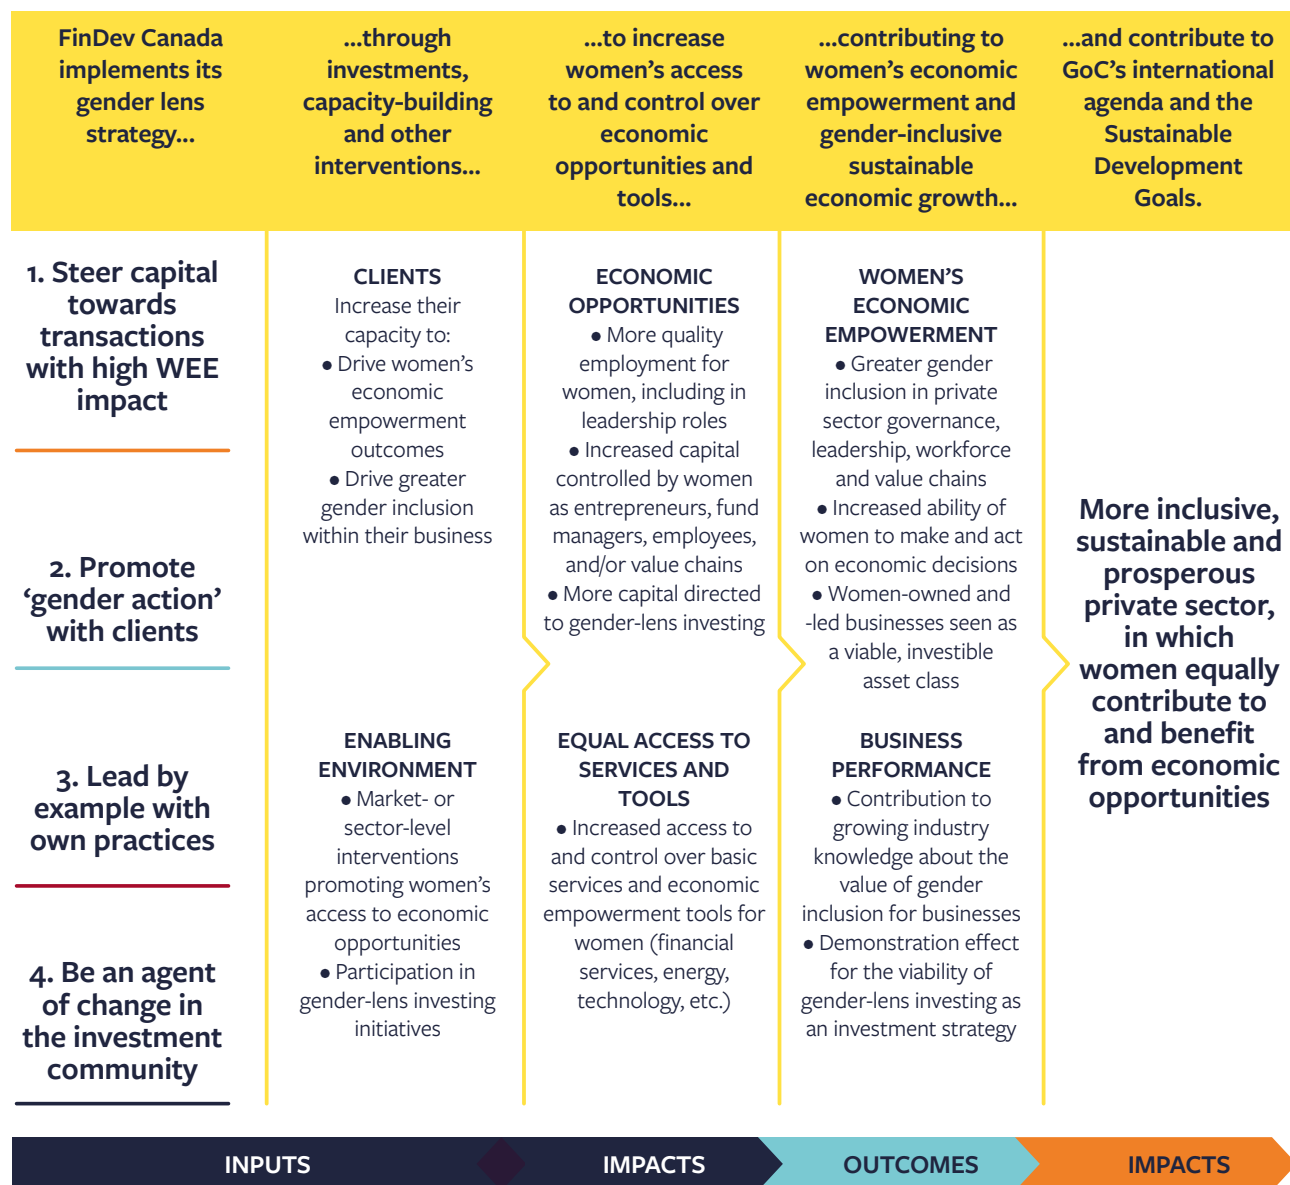 FinDev Canada
implements its
gender lens
strategy...
...through
investments,
capacity-building
and other
interventions...
...to increase
women's access
to and control over
economic
opportunities and
tools...
...contributing to
women's economic
empowerment and
gender-inclusive
sustainable
economic growth...
...and contribute to
GoC's international
agenda and the
Sustainable
Development
Goals.
1. Steer capital
towards
transactions
with high WEE
impact
2. Promote
‘gender action’
with clients
3. Lead by
example with
own practices
4. Be an agent
of change in
the investment
community
CLIENTS
Increase their
capacity to:
● Drive women's
economic
empowerment
outcomes
● Drive greater
gender inclusion
within their business
ENABLING
ENVIRONMENT
● Market- or
sector-level
interventions
promoting women's
access to economic
opportunities
● Participation in
gender-lens investing
initiatives
ECONOMIC
OPPORTUNITIES
● More quality
employment for
women, including in
leadership roles
● Increased capital
controlled by women
as entrepreneurs, fund
managers, employees,
and/or value chains
● More capital directed
to gender-lens investing
EQUAL ACCESS TO
SERVICES AND
TOOLS
● Increased access to
and control over basic
services and economic
empowerment tools for
women (financial
services, energy,
technology, etc.)
WOMEN'S
ECONOMIC
EMPOWERMENT
● Greater gender
inclusion in private
sector governance,
leadership, workforce
and value chains
● Increased ability of
women to make and act
on economic decisions
● Women-owned and
-led businesses seen as
a viable, investible
asset class
BUSINESS
PERFORMANCE
● Contribution to
growing industry
knowledge about the
value of gender
inclusion for businesses
● Demonstration effect
for the viability of
gender-lens investing as
an investment strategy
More inclusive,
sustainable and
prosperous
private sector,
in which
women equally
contribute to
and benefit
from economic
opportunities
INPUTS
IMPACTS
OUTCOMES
IMPACTS